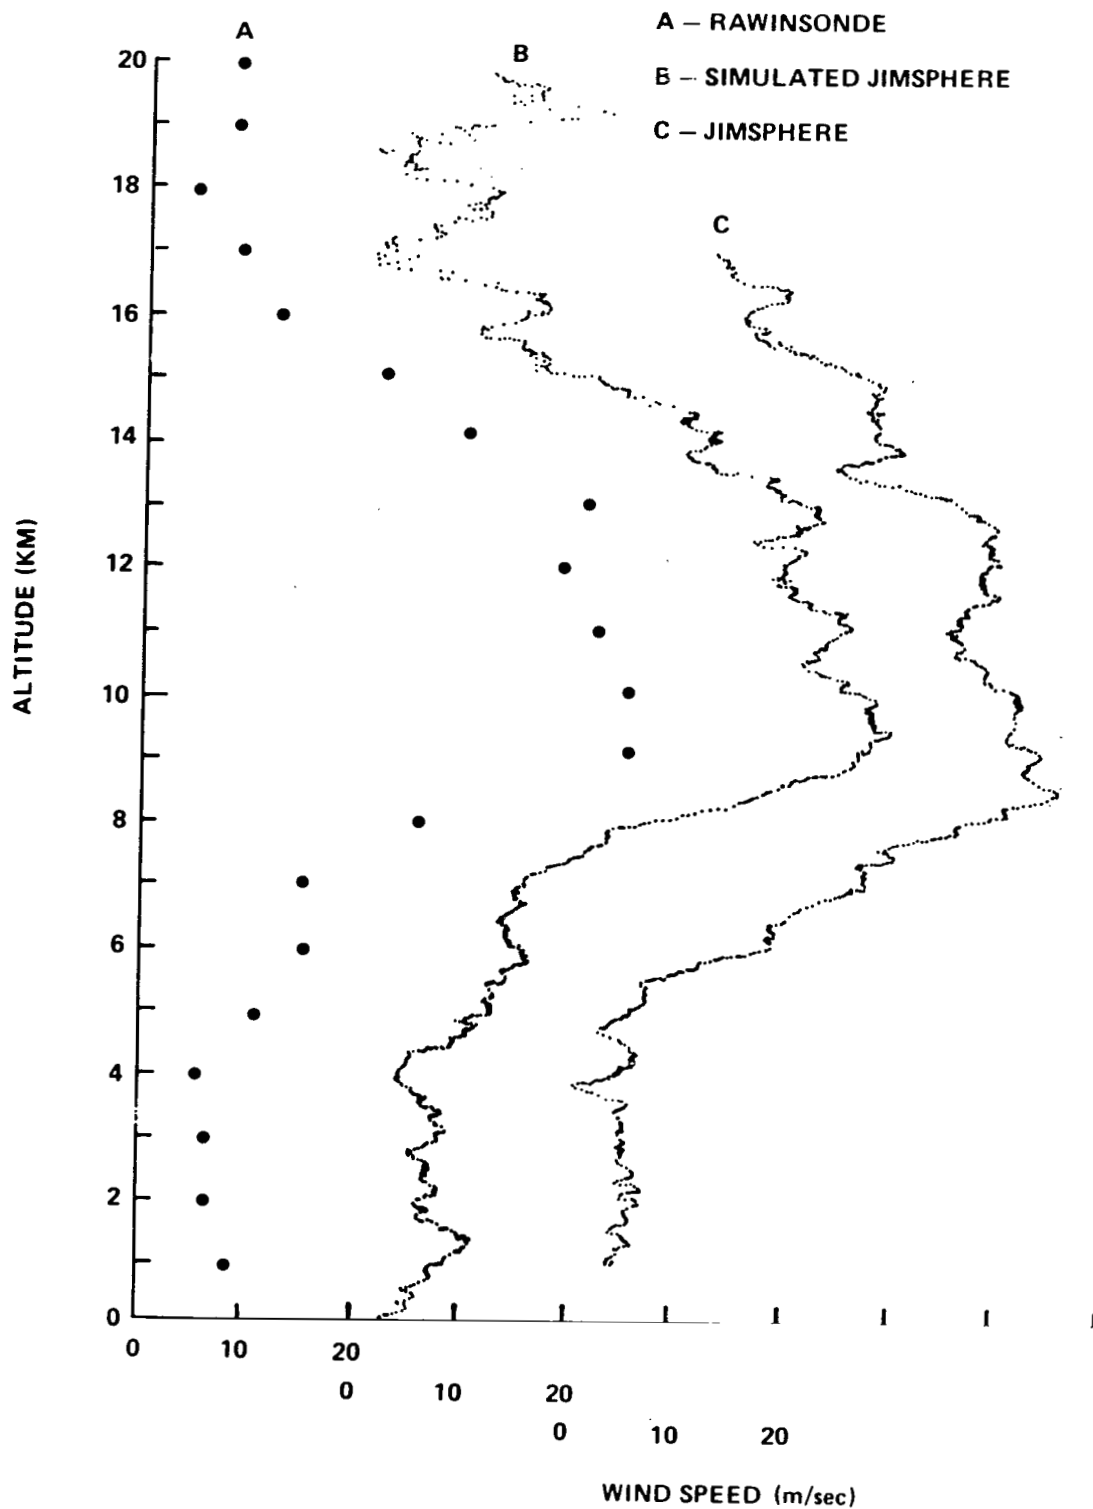 A
B
A – RAWINSONDE
B – SIMULATED JIMSPHERE
C – JIMSPHERE
C
20
18
16
14
12
10
8
6
4
2
0
ALTITUDE (KM)
0 10 20
0 10 20
0 10 20
WIND SPEED (m/sec)